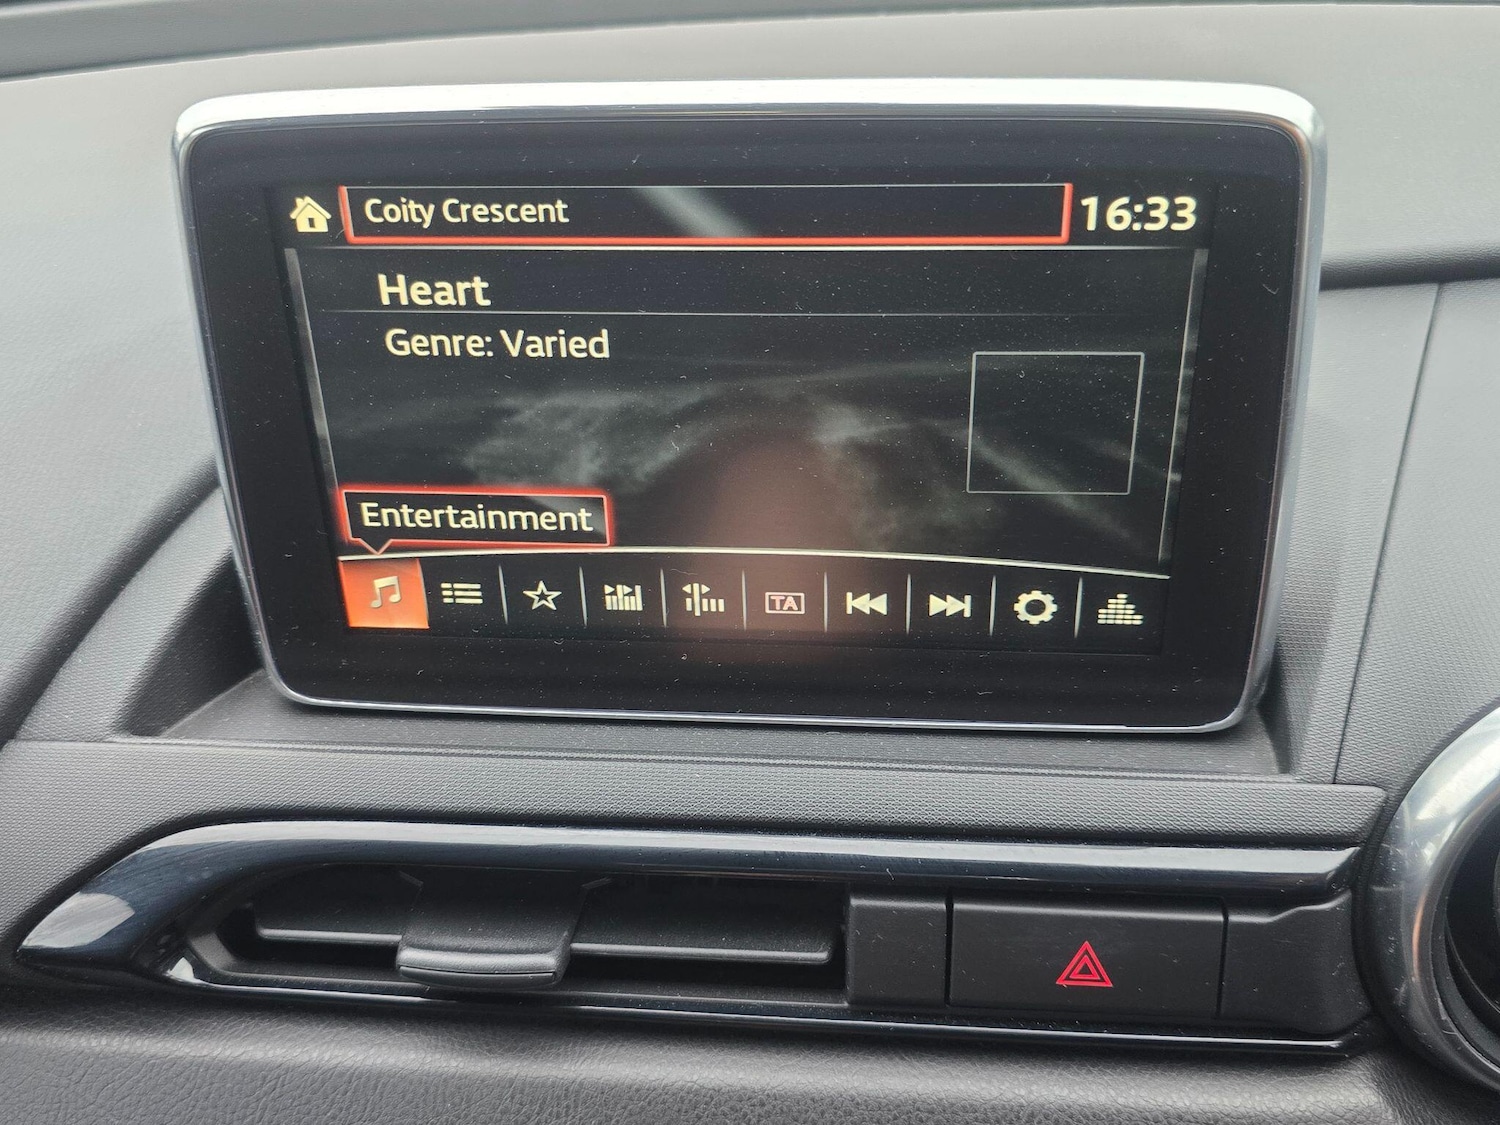 Coity Crescent
16:33
Heart
Genre: Varied
Entertainment
TA